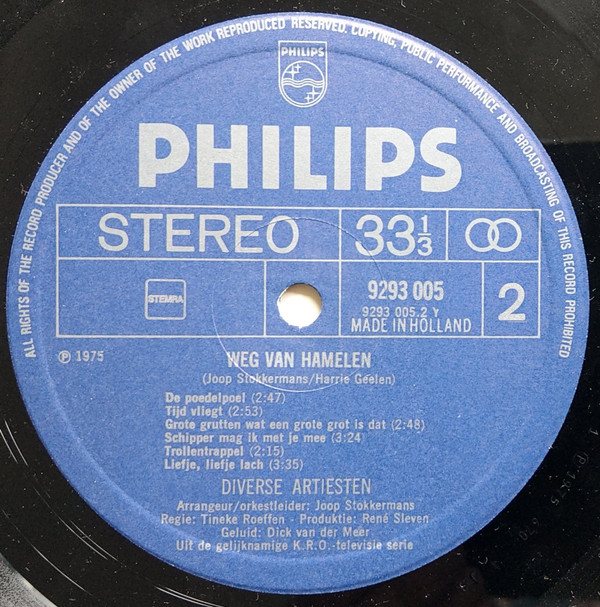 ALL RIGHTS OF THE RECORD PRODUCER AND OF THE OWNER OF THE WORK REPRODUCED RESERVED. COPYING, PUBLIC PERFORMANCE AND BROADCASTING OF THIS RECORD PROHIBITED
PHILIPS
PHILIPS
STEREO 33 1/3
STEMRA 9293 005 2
9293 005.2 Y
MADE IN HOLLAND
℗ 1975 WEG VAN HAMELEN
(Joop Stokkermans/Harrie Geelen)
De poedelpoel (2:47)
Tijd vliegt (2:53)
Grote grutten wat een grote grot is dat (2:48)
Schipper mag ik met je mee (3:24)
Trollentrappel (2:15)
Liefje, liefje lach (3:35)
DIVERSE ARTIESTEN
Arrangeur/orkestleider: Joop Stokkermans
Regie: Tineke Roeffen - Produktie: René Sleven
Geluid: Dick van der Meer
Uit de gelijknamige K.R.O.-televisie serie